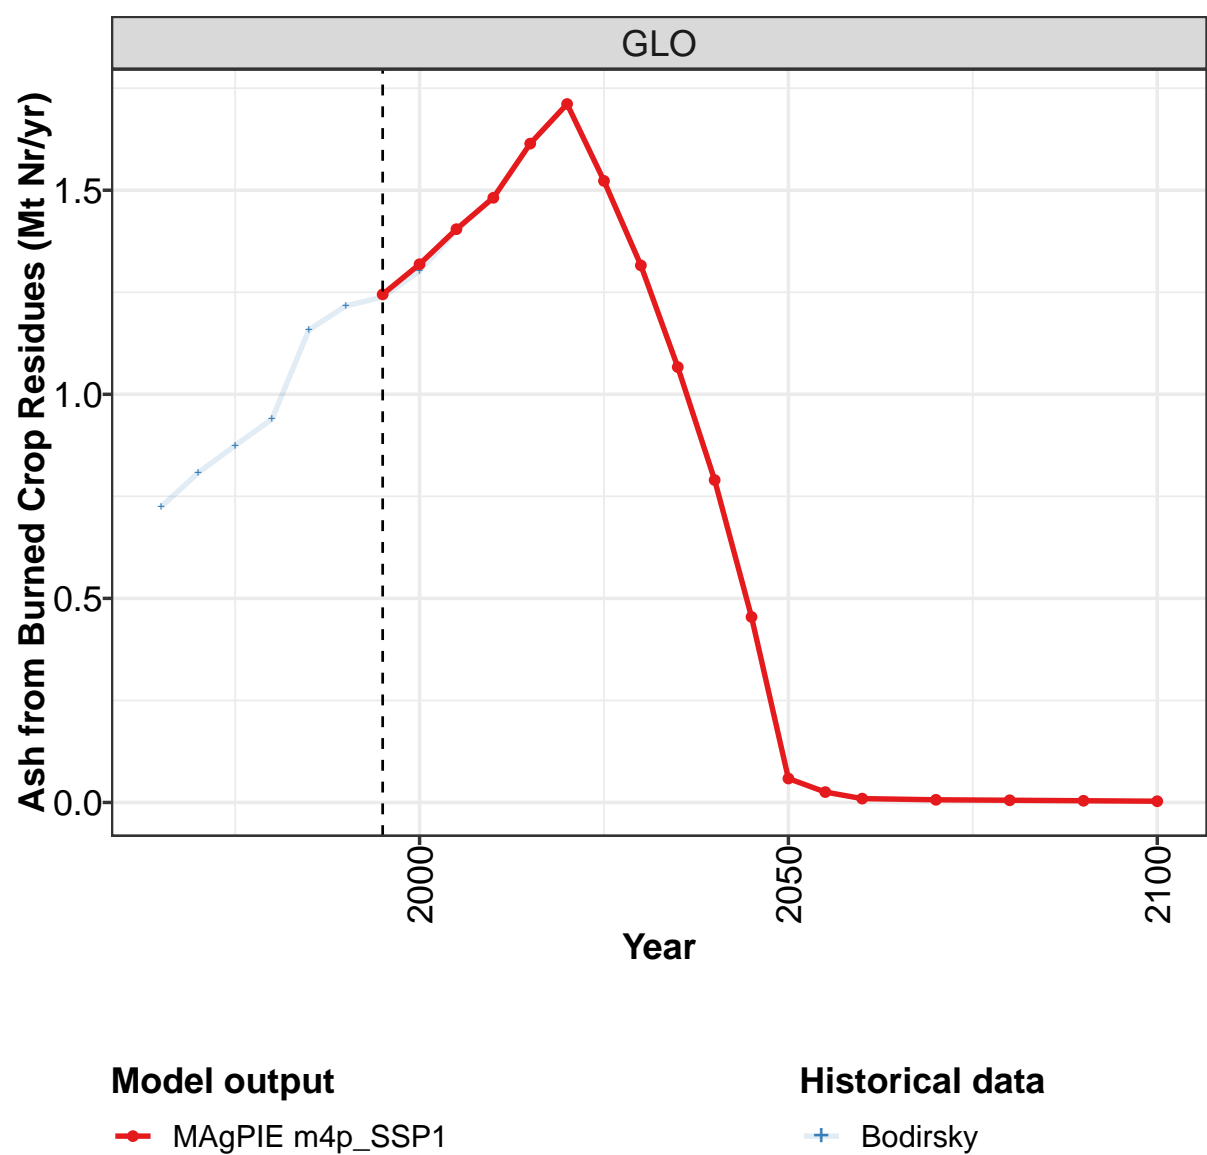 GLO
Ash from Burned Crop Residues (Mt Nr/yr)
1.5
1.0
0.5
0.0
2000
2050
2100
Year
Model output
Historical data
MAgPIE m4p_SSP1
Bodirsky